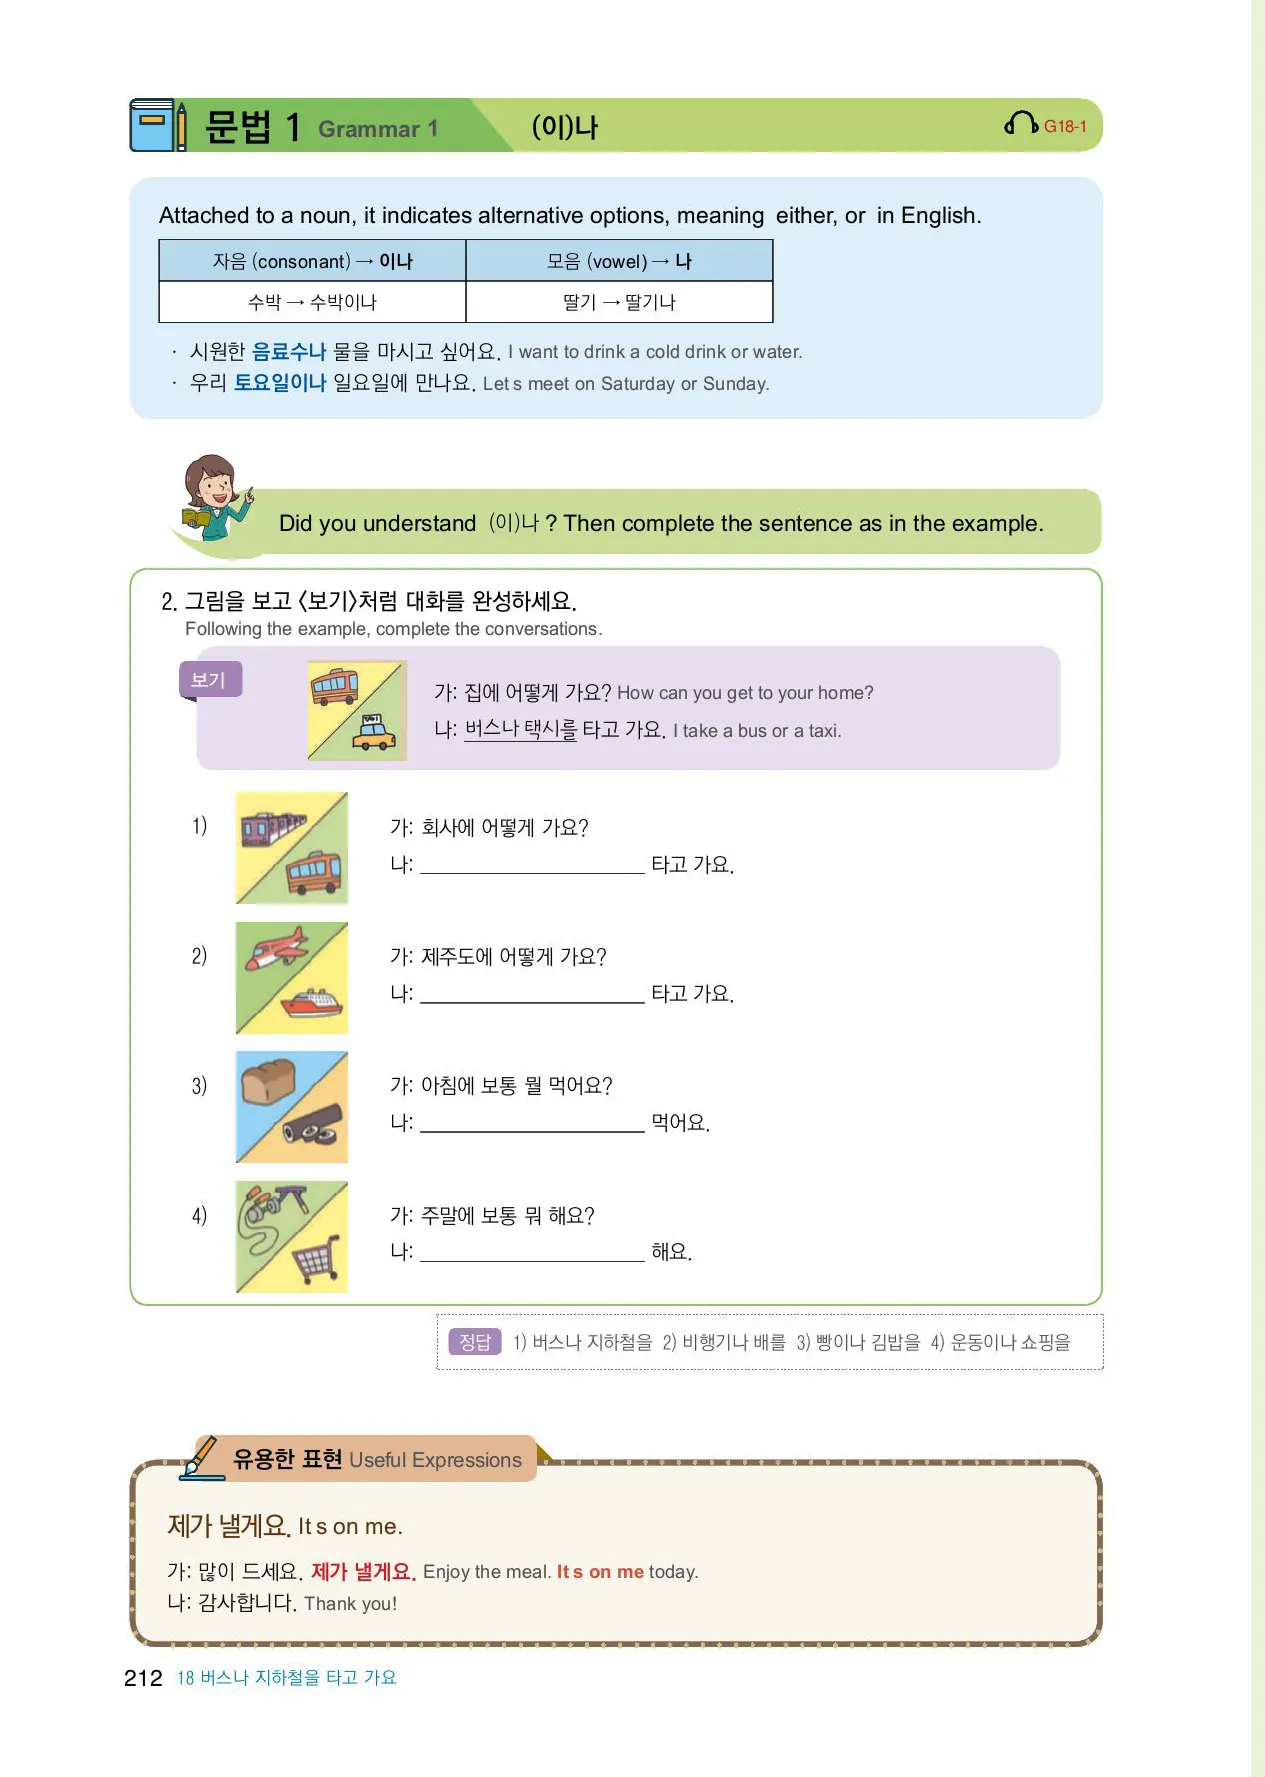 문법 1 Grammar 1 (이)나 G18-1
Attached to a noun, it indicates alternative options, meaning either, or in English.
자음 (consonant) → 이나 모음 (vowel) → 나
수박 → 수박이나 딸기 → 딸기나
· 시원한 음료수나 물을 마시고 싶어요. I want to drink a cold drink or water.
· 우리 토요일이나 일요일에 만나요. Let s meet on Saturday or Sunday.
Did you understand (이)나 ? Then complete the sentence as in the example.
2. 그림을 보고 〈보기〉처럼 대화를 완성하세요.
Following the example, complete the conversations.
보기
가: 집에 어떻게 가요? How can you get to your home?
나: 버스나 택시를 타고 가요. I take a bus or a taxi.
1) 가: 회사에 어떻게 가요?
나: ____________________ 타고 가요.
2) 가: 제주도에 어떻게 가요?
나: ____________________ 타고 가요.
3) 가: 아침에 보통 뭘 먹어요?
나: ____________________ 먹어요.
4) 가: 주말에 보통 뭐 해요?
나: ____________________ 해요.
정답 1) 버스나 지하철을 2) 비행기나 배를 3) 빵이나 김밥을 4) 운동이나 쇼핑을
유용한 표현 Useful Expressions
제가 낼게요. It s on me.
가: 많이 드세요. 제가 낼게요. Enjoy the meal. It s on me today.
나: 감사합니다. Thank you!
212 18 버스나 지하철을 타고 가요